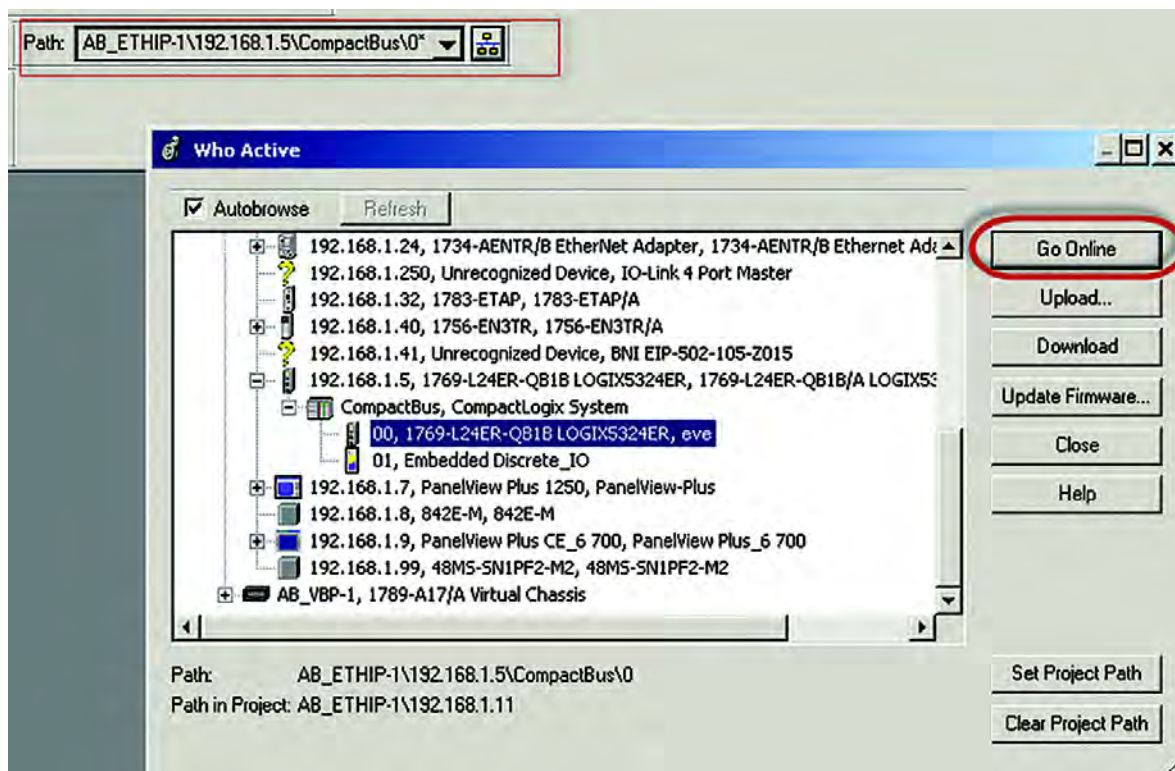 Path: AB_ETHIP-1\192.168.1.5\CompactBus\0*
Who Active
Autobrowse
Refresh
192.168.1.24, 1734-AENTR/B EtherNet Adapter, 1734-AENTR/B Ethernet Ada
192.168.1.250, Unrecognized Device, IO-Link 4 Port Master
192.168.1.32, 1783-ETAP, 1783-ETAP/A
192.168.1.40, 1756-EN3TR, 1756-EN3TR/A
192.168.1.41, Unrecognized Device, BNI EIP-502-105-Z015
192.168.1.5, 1769-L24ER-QB1B LOGIX5324ER, 1769-L24ER-QB1B/A LOGIX53
CompactBus, CompactLogix System
00, 1769-L24ER-QB1B LOGIX5324ER, eve
01, Embedded Discrete_IO
192.168.1.7, PanelView Plus 1250, PanelView-Plus
192.168.1.8, 842E-M, 842E-M
192.168.1.9, PanelView Plus CE_6 700, PanelView Plus_6 700
192.168.1.99, 48MS-SN1PF2-M2, 48MS-SN1PF2-M2
AB_VBP-1, 1789-A17/A Virtual Chassis
Go Online
Upload...
Download
Update Firmware...
Close
Help
Path: AB_ETHIP-1\192.168.1.5\CompactBus\0
Path in Project: AB_ETHIP-1\192.168.1.11
Set Project Path
Clear Project Path